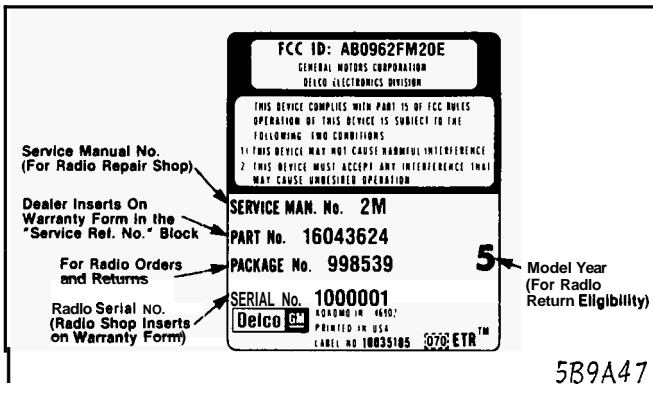 FCC ID: AB0962FM20E
GENERAL MOTORS CORPORATION
DELCO ELECTRONICS DIVISION
THIS DEVICE COMPLIES WITH PART 15 OF FCC RULES
OPERATION OF THIS DEVICE IS SUBJECT TO THE
FOLLOWING TWO CONDITIONS
1( THIS DEVICE MAY NOT CAUSE HARMFUL INTERFERENCE
2 THIS DEVICE MUST ACCEPT ANY INTERFERENCE THAT
MAY CAUSE UNDESIRED OPERATION
Service Manual No.
(For Radio Repair Shop)
SERVICE MAN. No. 2M
Dealer Inserts On
Warranty Form in the
"Service Ref. No." Block
PART No. 16043624
For Radio Orders
and Returns
PACKAGE No. 998539
5
Model Year
(For Radio
Return Eligibility)
Radio Serial NO.
(Radio Shop Inserts
on Warranty Form)
SERIAL No. 1000001
Delco GM
KOKOMO IN
PRINTED IN USA
LABEL NO 16035185
070 ETR TM
5B9A47